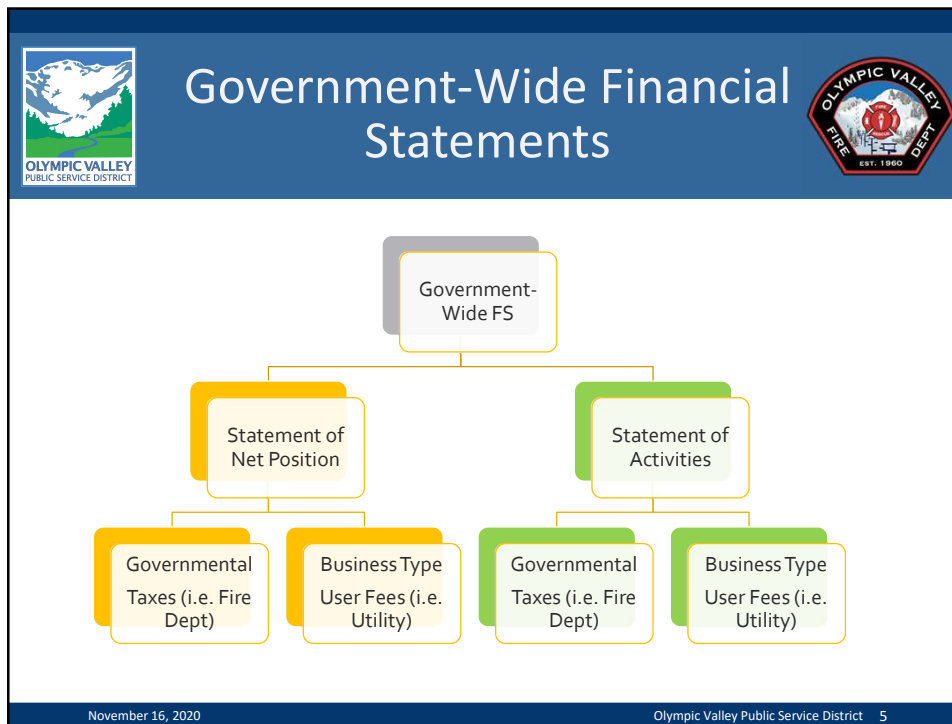 Government-Wide Financial
Statements
OLYMPIC VALLEY
PUBLIC SERVICE DISTRICT
OLYMPIC VALLEY
FIRE
DEPT
FIRE
RESCUE
EST. 1960
Government-
Wide FS
Statement of
Net Position
Statement of
Activities
Governmental
Taxes (i.e. Fire
Dept)
Business Type
User Fees (i.e.
Utility)
Governmental
Taxes (i.e. Fire
Dept)
Business Type
User Fees (i.e.
Utility)
November 16, 2020
Olympic Valley Public Service District 5